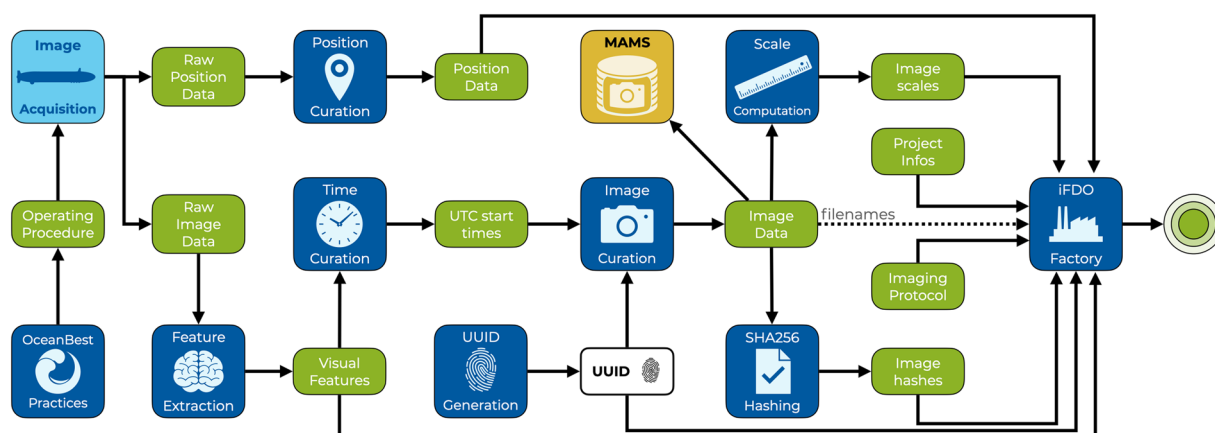 Image
Acquisition
Raw
Position
Data
Position
Curation
Position
Data
MAMS
Scale
Computation
Image
scales
Project
Infos
Operating
Procedure
Raw
Image
Data
Time
Curation
UTC start
times
Image
Curation
Image
Data
filenames
iFDO
Factory
Imaging
Protocol
OceanBest
Practices
Feature
Extraction
Visual
Features
UUID
Generation
UUID
SHA256
Hashing
Image
hashes